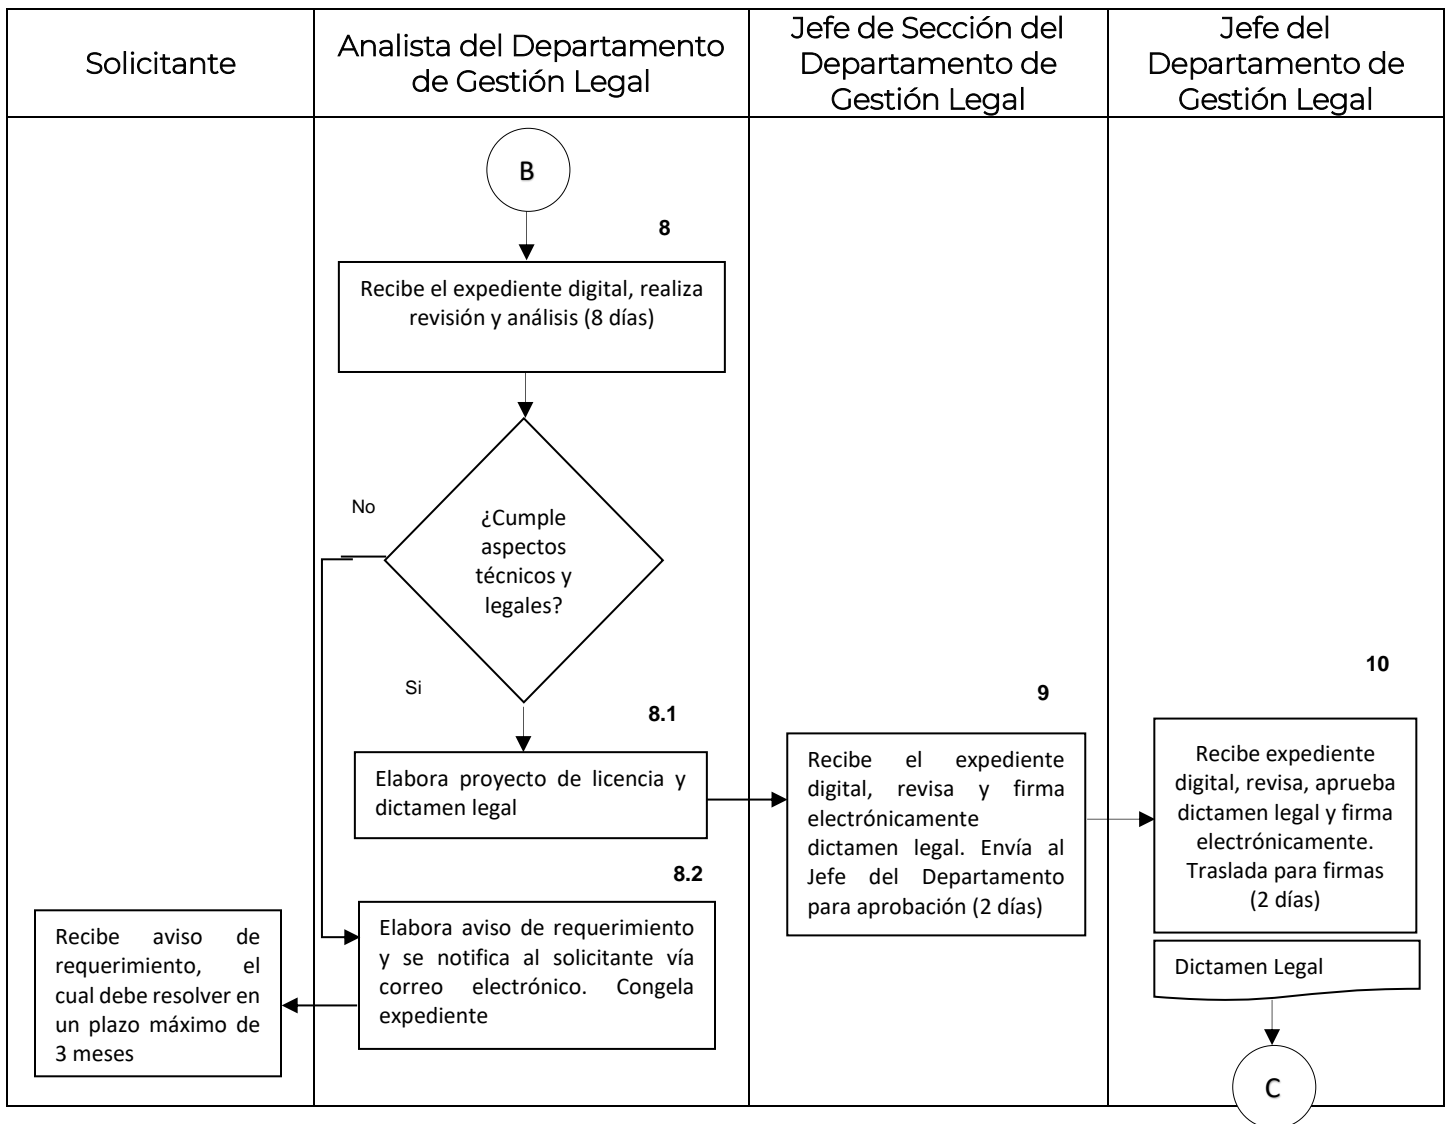 Solicitante
Analista del Departamento
de Gestión Legal
Jefe de Sección del
Departamento de
Gestión Legal
Jefe del
Departamento de
Gestión Legal
B
8
Recibe el expediente digital, realiza
revisión y análisis (8 días)
No
¿Cumple
aspectos
técnicos y
legales?
Si
8.1
Elabora proyecto de licencia y
dictamen legal
8.2
Elabora aviso de requerimiento
y se notifica al solicitante vía
correo electrónico. Congela
expediente
Recibe aviso de
requerimiento, el
cual debe resolver en
un plazo máximo de
3 meses
9
Recibe el expediente
digital, revisa y firma
electrónicamente
dictamen legal. Envía al
Jefe del Departamento
para aprobación (2 días)
10
Recibe expediente
digital, revisa, aprueba
dictamen legal y firma
electrónicamente.
Traslada para firmas
(2 días)
Dictamen Legal
C